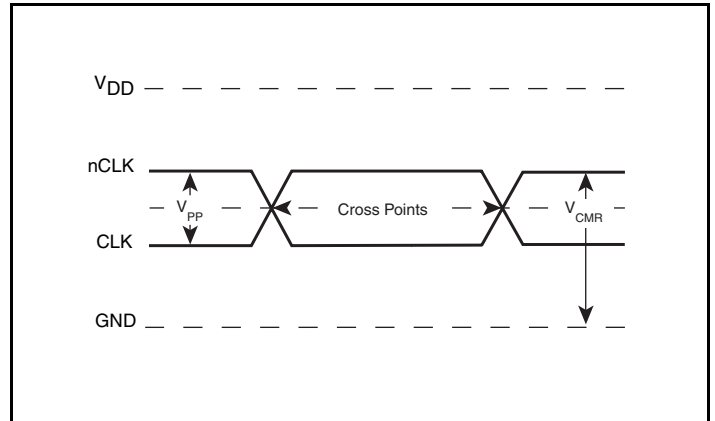 VDD
nCLK
VPP
Cross Points
VCMR
CLK
GND